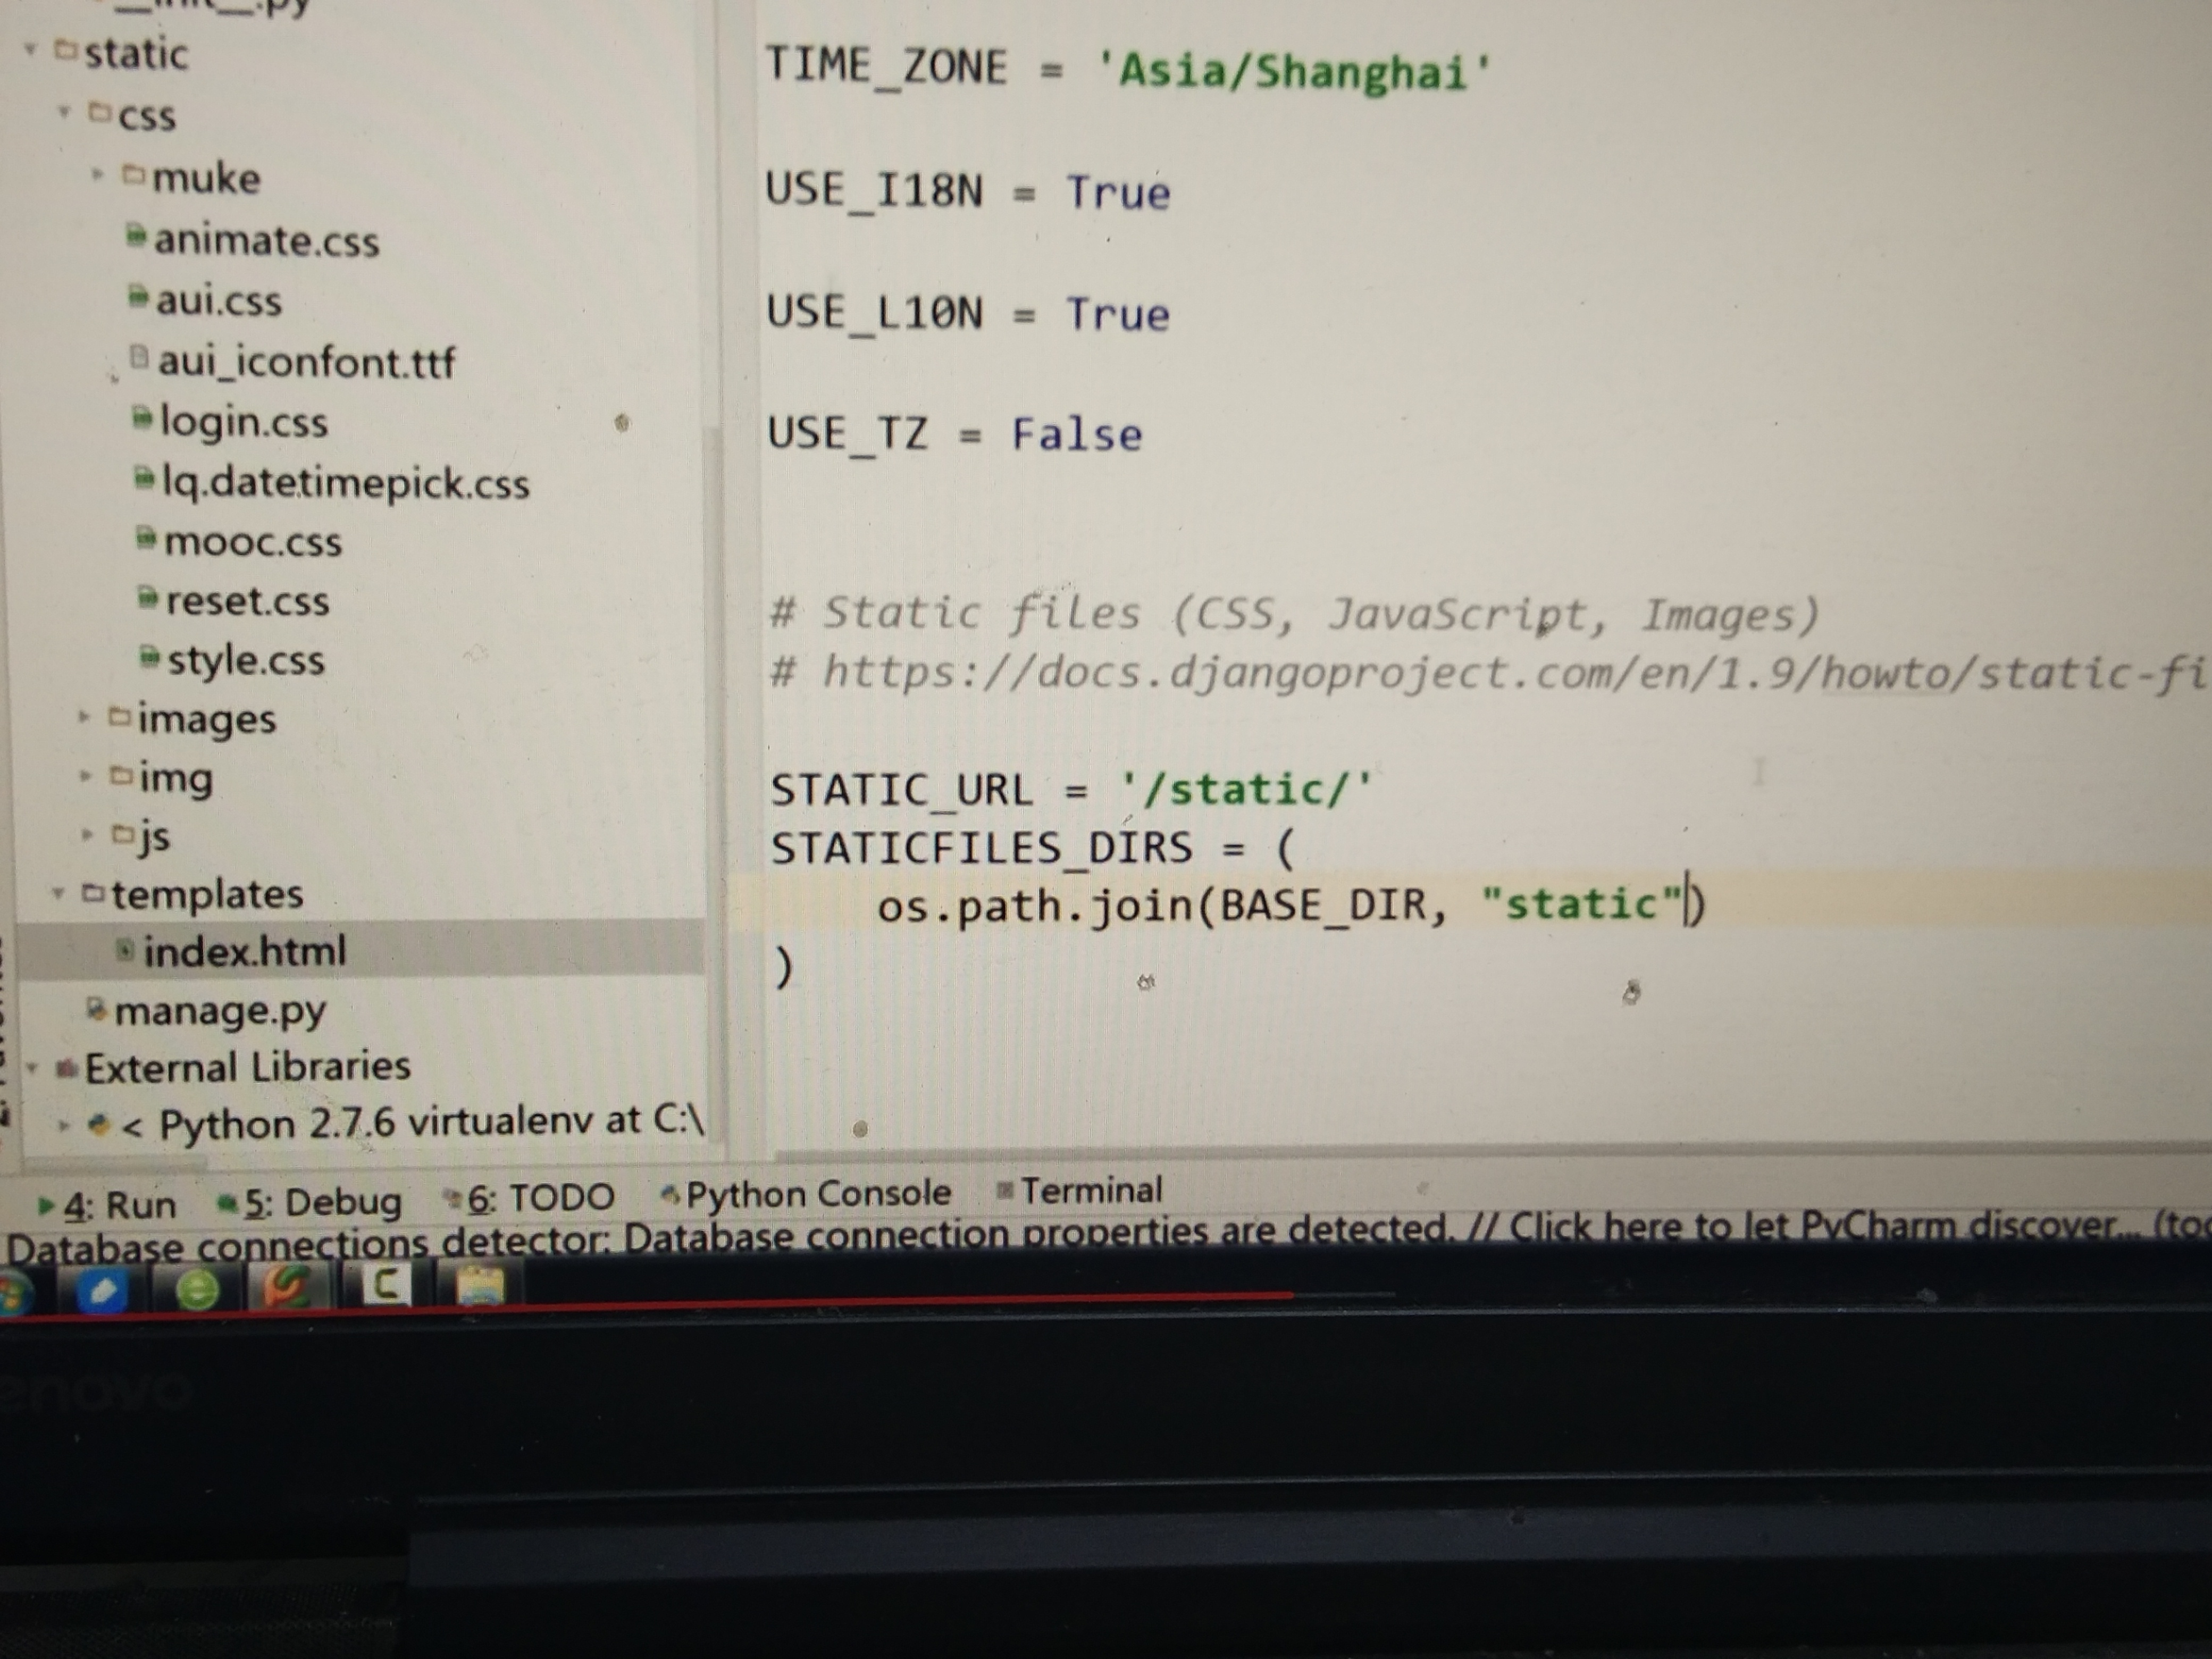 __init__.py
static
css
muke
animate.css
aui.css
aui_iconfont.ttf
login.css
lq.datetimepick.css
mooc.css
reset.css
style.css
images
img
js
templates
index.html
manage.py
External Libraries
< Python 2.7.6 virtualenv at C:\
TIME_ZONE = 'Asia/Shanghai'
USE_I18N = True
USE_L10N = True
USE_TZ = False
# Static files (CSS, JavaScript, Images)
# https://docs.djangoproject.com/en/1.9/howto/static-fi
STATIC_URL = '/static/'
STATICFILES_DIRS = (
os.path.join(BASE_DIR, "static")
)
4: Run 5: Debug 6: TODO Python Console Terminal
Database connections detector: Database connection properties are detected. // Click here to let PyCharm discover... (too
C
enovo